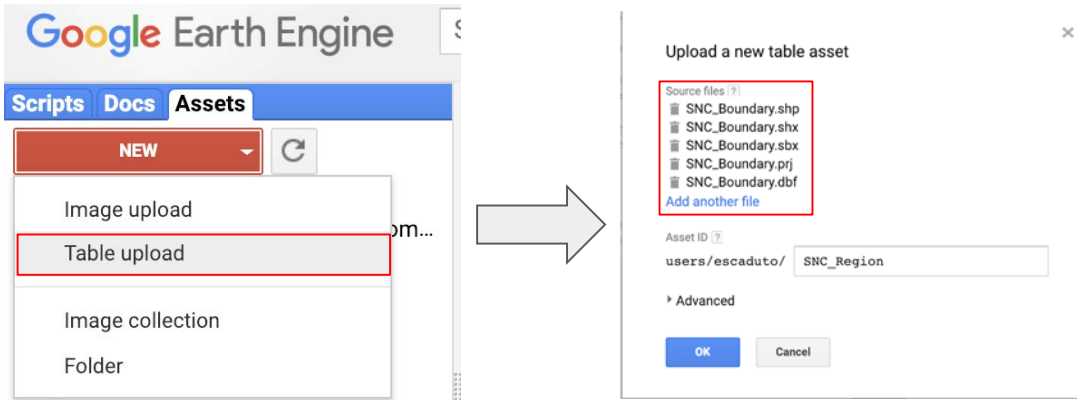 Google Earth Engine
S
Scripts Docs Assets
NEW
Image upload
om...
Table upload
Image collection
Folder
Upload a new table asset
Source files ?
SNC_Boundary.shp
SNC_Boundary.shx
SNC_Boundary.sbx
SNC_Boundary.prj
SNC_Boundary.dbf
Add another file
Asset ID ?
users/escaduto/ SNC_Region
Advanced
OK Cancel